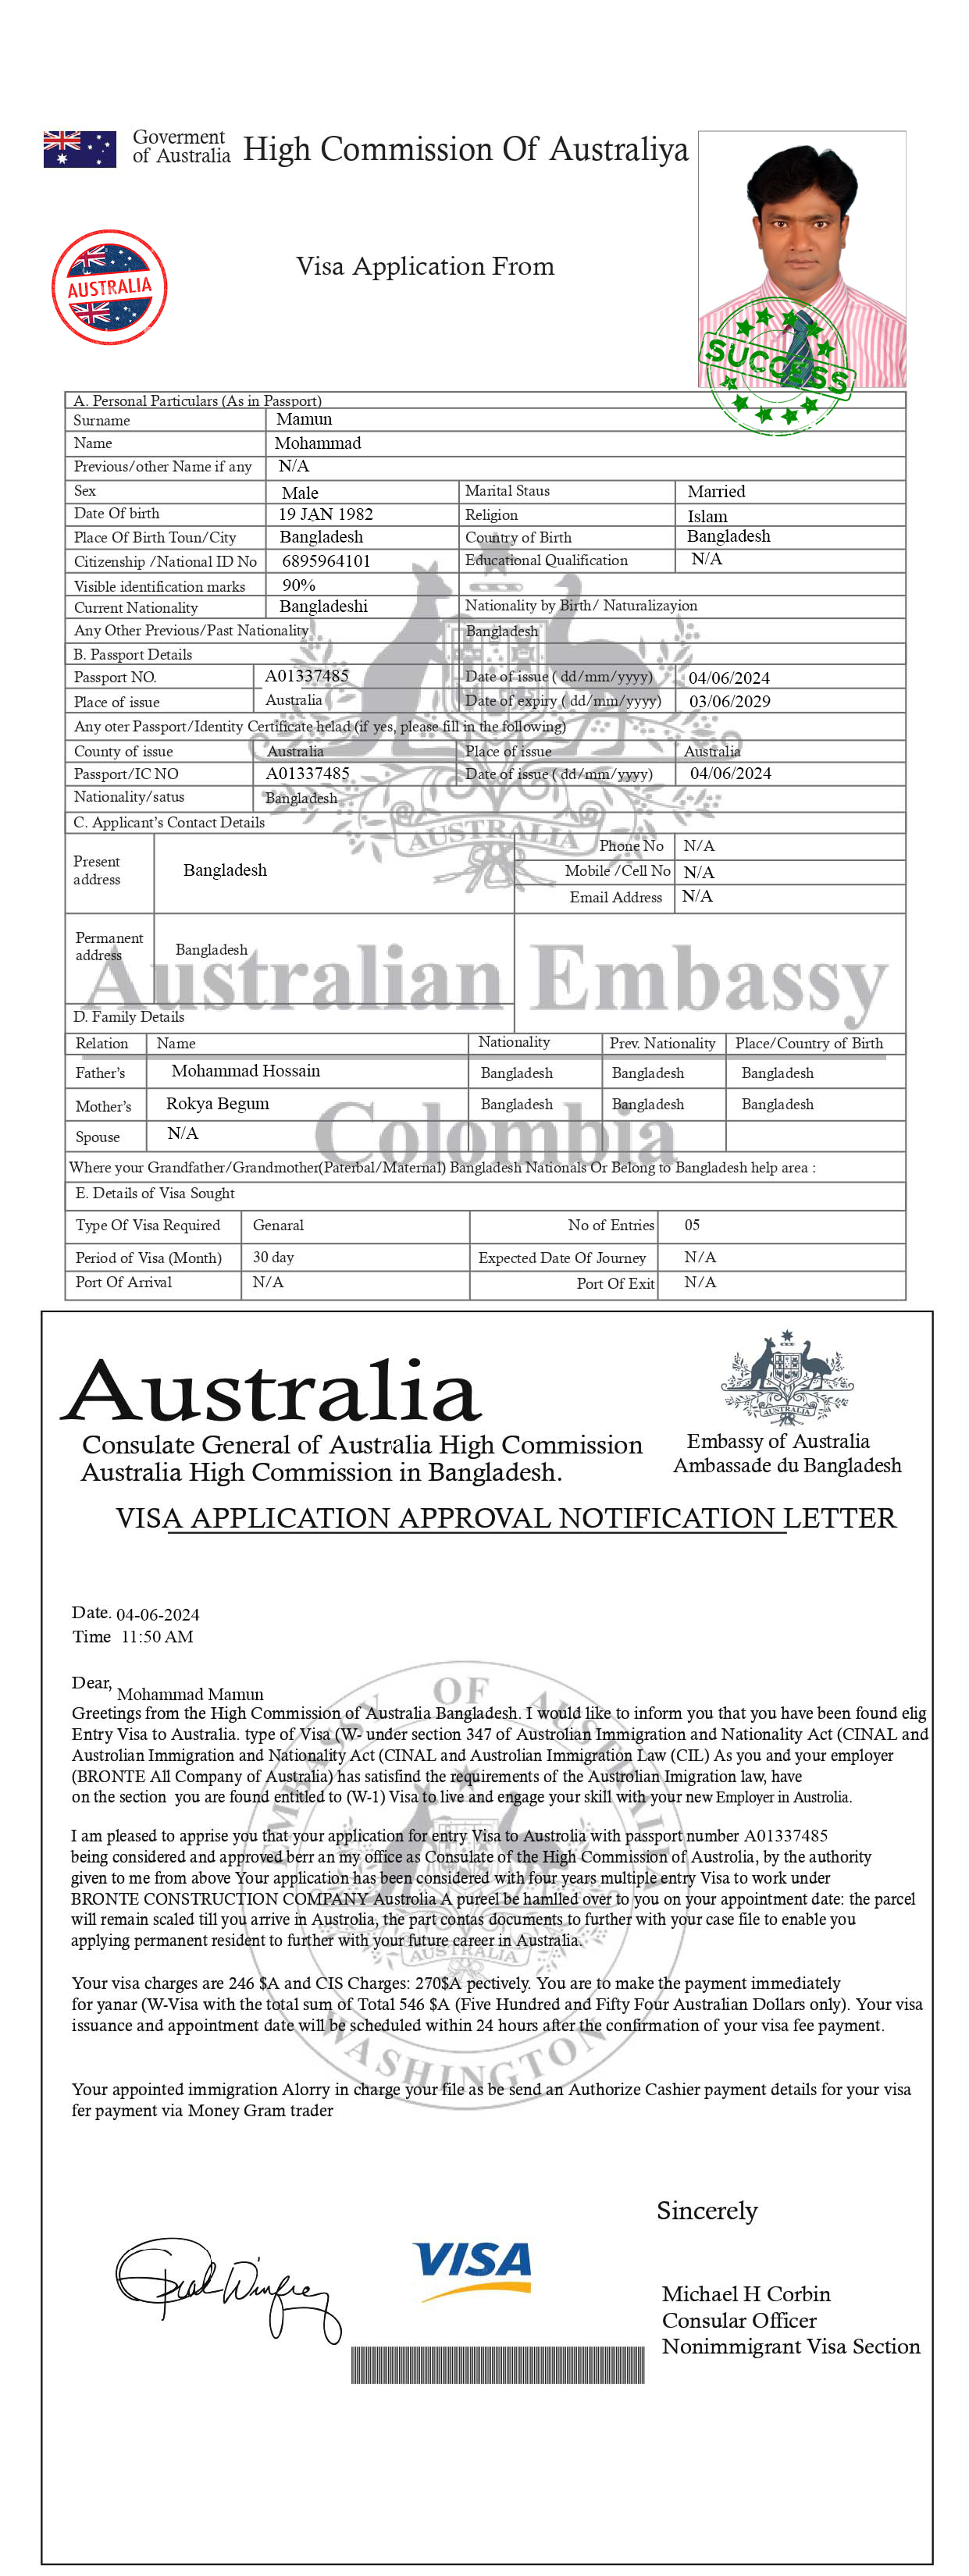 Goverment
of Australia
High Commission Of Australiya
AUSTRALIA
Visa Application From
SUCCESS
A. Personal Particulars (As in Passport)
Surname Mamun
Name Mohammad
Previous/other Name if any N/A
Sex Male Marital Staus Married
Date Of birth 19 JAN 1982 Religion Islam
Place Of Birth Toun/City Bangladesh Country of Birth Bangladesh
Citizenship /National ID No 6895964101 Educational Qualification N/A
Visible identification marks 90%
Current Nationality Bangladeshi Nationality by Birth/ Naturalizayion
Any Other Previous/Past Nationality Bangladesh
B. Passport Details
Passport NO. A01337485 Date of issue ( dd/mm/yyyy) 04/06/2024
Place of issue Australia Date of expiry ( dd/mm/yyyy) 03/06/2029
Any oter Passport/Identity Certificate helad (if yes, please fill in the following)
County of issue Australia Place of issue Australia
Passport/IC NO A01337485 Date of issue ( dd/mm/yyyy) 04/06/2024
Nationality/satus Bangladesh
C. Applicant's Contact Details
AUSTRALIA
Present
address
Bangladesh
Phone No N/A
Mobile /Cell No N/A
Email Address N/A
Permanent
address
Bangladesh
Australian Embassy
D. Family Details
Relation Name Nationality Prev. Nationality Place/Country of Birth
Father's Mohammad Hossain Bangladesh Bangladesh Bangladesh
Mother's Rokya Begum Bangladesh Bangladesh Bangladesh
Colombia
Spouse N/A
Where your Grandfather/Grandmother(Paterbal/Maternal) Bangladesh Nationals Or Belong to Bangladesh help area :
E. Details of Visa Sought
Type Of Visa Required Genaral No of Entries 05
Period of Visa (Month) 30 day Expected Date Of Journey N/A
Port Of Arrival N/A Port Of Exit N/A
Australia
Consulate General of Australia High Commission
Australia High Commission in Bangladesh.
AUSTRALIA
Embassy of Australia
Ambassade du Bangladesh
VISA APPLICATION APPROVAL NOTIFICATION LETTER
Date. 04-06-2024
Time 11:50 AM
Dear, Mohammad Mamun
Greetings from the High Commission of Australia Bangladesh. I would like to inform you that you have been found elig
Entry Visa to Australia. type of Visa (W- under section 347 of Austrolian Immigration and Nationality Act (CINAL and
Austrolian Immigration and Nationality Act (CINAL and Austrolian Immigration Law (CIL) As you and your employer
(BRONTE All Company of Australia) has satisfind the requirements of the Austrolian Imigration law, have
on the section you are found entitled to (W-1) Visa to live and engage your skill with your new Employer in Austrolia.
I am pleased to apprise you that your application for entry Visa to Austrolia with passport number A01337485
being considered and approved berr an my office as Consulate of the High Commission of Austrolia, by the authority
given to me from above Your application has been considered with four years multiple entry Visa to work under
BRONTE CONSTRUCTION COMPANY Austrolia A pureel be hamlled over to you on your appointment date: the parcel
will remain scaled till you arrive in Austrolia, the part contas documents to further with your case file to enable you
applying permanent resident to further with your future career in Australia.
Your visa charges are 246 $A and CIS Charges: 270$A pectively. You are to make the payment immediately
for yanar (W-Visa with the total sum of Total 546 $A (Five Hundred and Fifty Four Australian Dollars only). Your visa
issuance and appointment date will be scheduled within 24 hours after the confirmation of your visa fee payment.
Your appointed immigration Alorry in charge your file as be send an Authorize Cashier payment details for your visa
fer payment via Money Gram trader
EMBASSY OF AUSTRALIA
AUSTRALIA
WASHINGTON
Sincerely
VISA
Michael H Corbin
Consular Officer
Nonimmigrant Visa Section